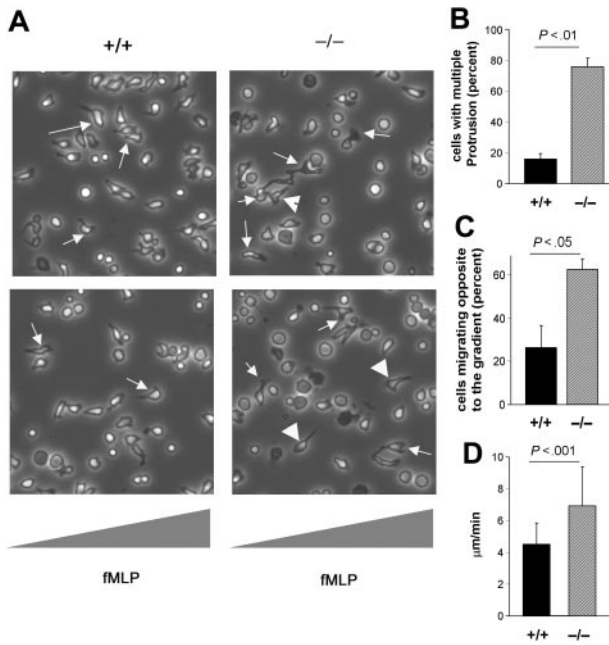 A
+/+
−/−
fMLP
fMLP
B
P < .01
cells with multiple
Protrusion (percent)
100
80
60
40
20
0
+/+
−/−
C
P < .05
cells migrating opposite
to the gradient (percent)
60
40
20
0
+/+
−/−
D
P < .001
μm/min
10
8
6
4
2
0
+/+
−/−